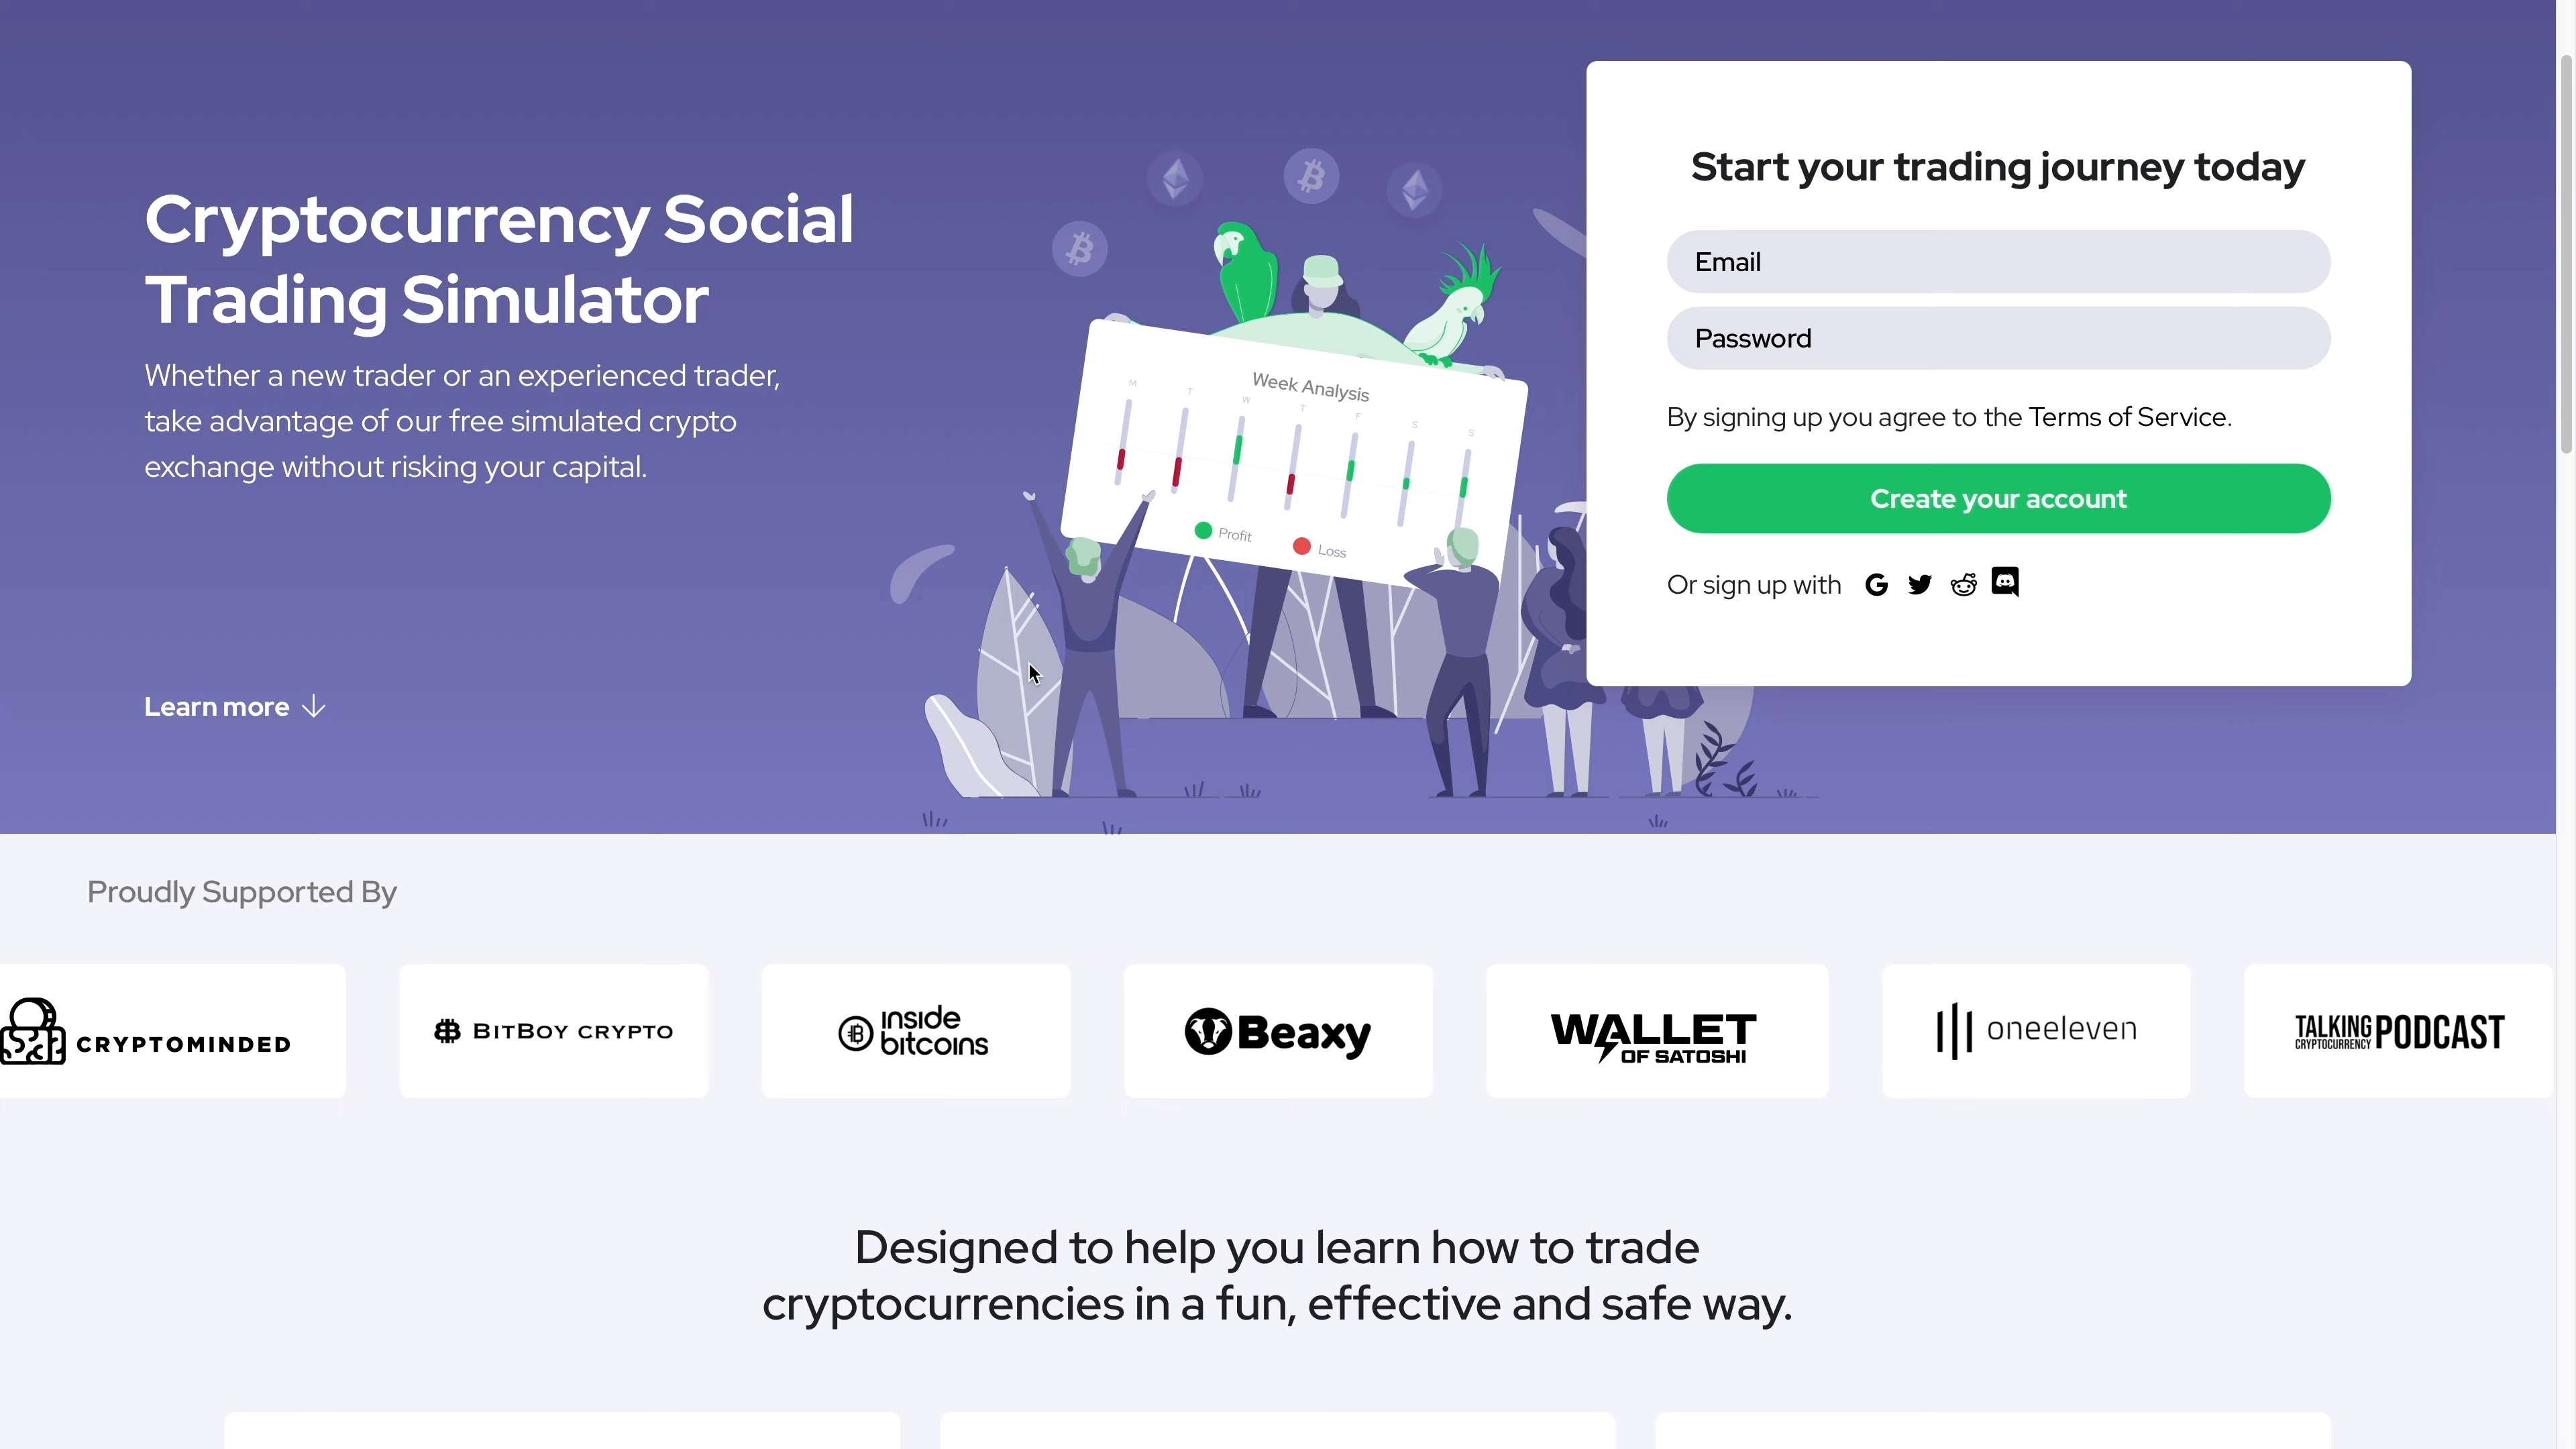 Cryptocurrency Social
Trading Simulator
Whether a new trader or an experienced trader,
take advantage of our free simulated crypto
exchange without risking your capital.
Learn more
Week Analysis
M T W T F S S
Profit Loss
Start your trading journey today
Email
Password
By signing up you agree to the Terms of Service.
Create your account
Or sign up with
Proudly Supported By
CRYPTOMINDED
BITBOY CRYPTO
inside
bitcoins
Beaxy
WALLET
OF SATOSHI
oneeleven
TALKING
CRYPTOCURRENCY
PODCAST
Designed to help you learn how to trade
cryptocurrencies in a fun, effective and safe way.